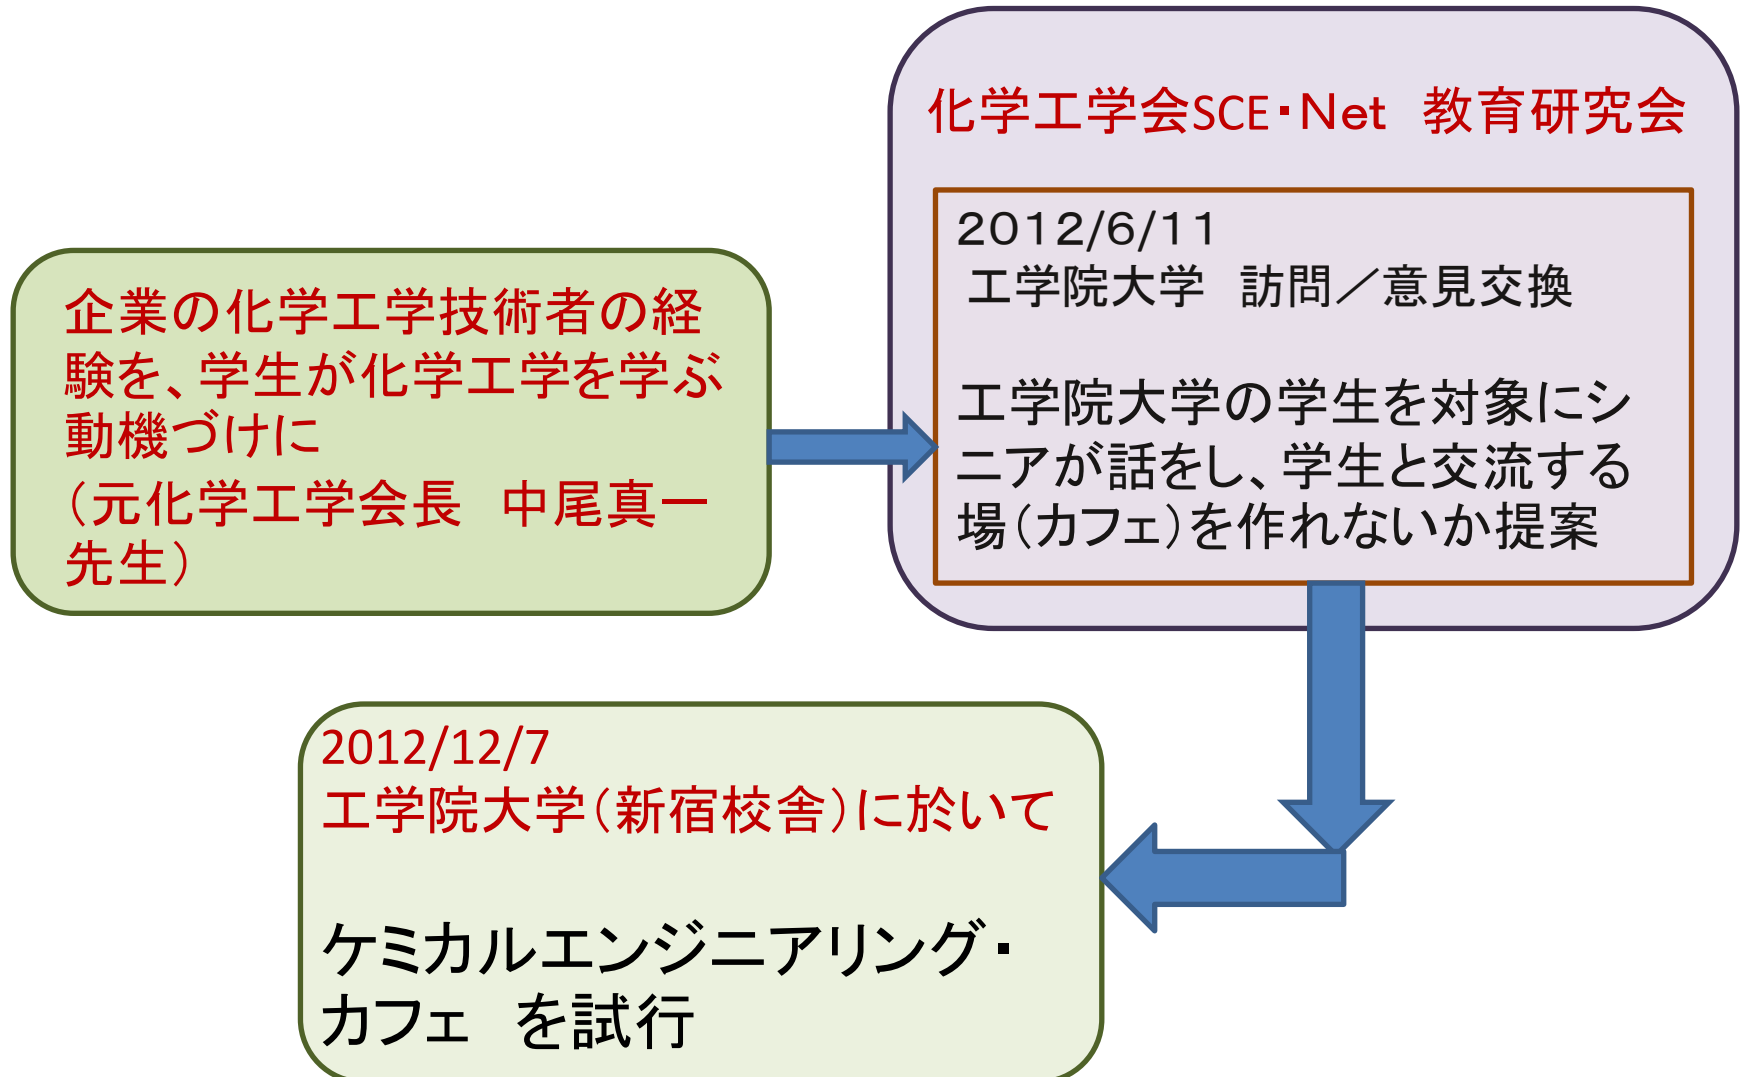 企業の化学工学技術者の経
験を、学生が化学工学を学ぶ
動機づけに
（元化学工学会長　中尾真一
先生）
化学工学会SCE・Net　教育研究会
２０１２/６/１１
工学院大学　訪問／意見交換
工学院大学の学生を対象にシ
ニアが話をし、学生と交流する
場（カフェ）を作れないか提案
2012/12/7
工学院大学（新宿校舎）に於いて
ケミカルエンジニアリング・
カフェ　を試行